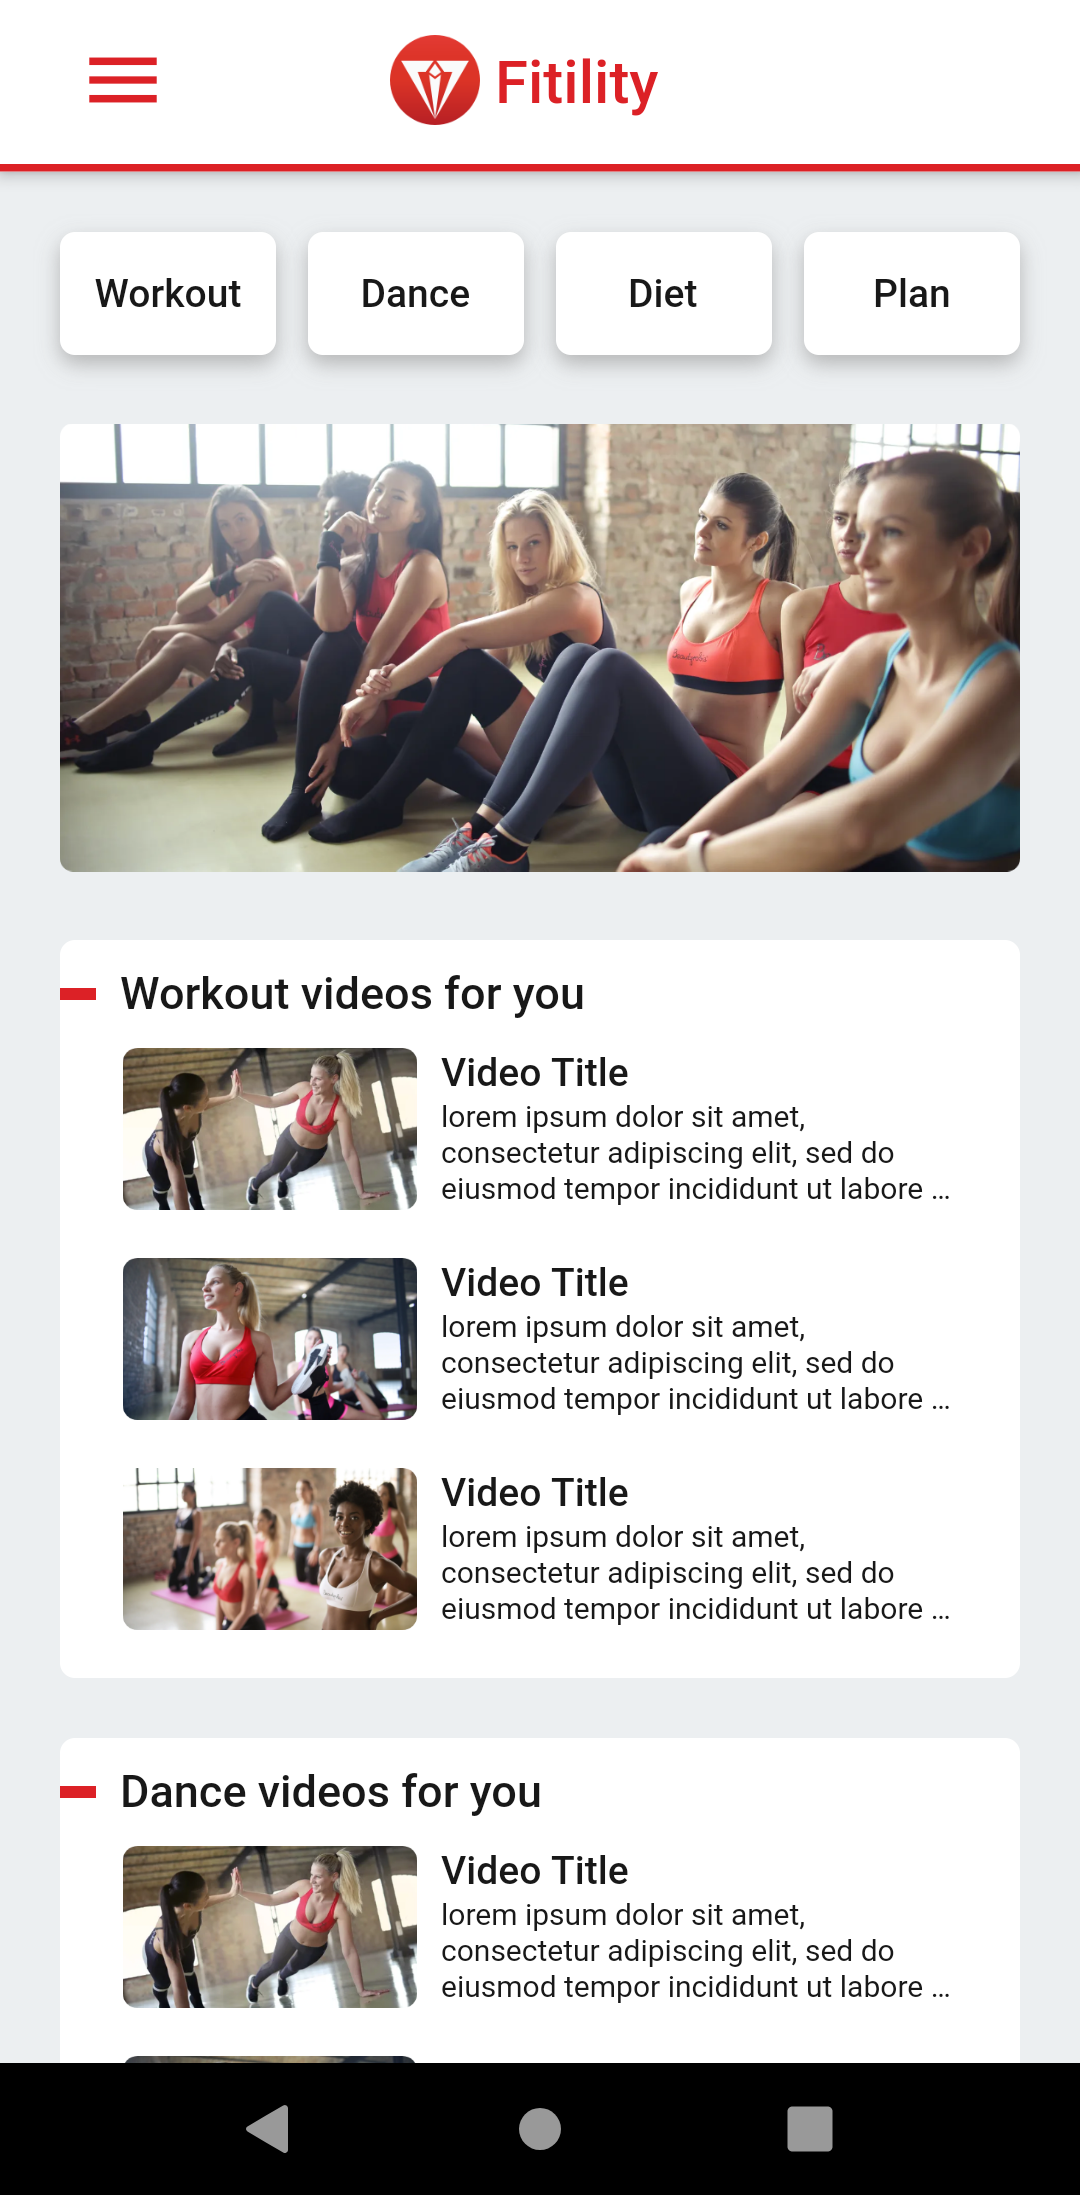 Fitility
Workout
Dance
Diet
Plan
Workout videos for you
Video Title
lorem ipsum dolor sit amet,
consectetur adipiscing elit, sed do
eiusmod tempor incididunt ut labore ...
Video Title
lorem ipsum dolor sit amet,
consectetur adipiscing elit, sed do
eiusmod tempor incididunt ut labore ...
Video Title
lorem ipsum dolor sit amet,
consectetur adipiscing elit, sed do
eiusmod tempor incididunt ut labore ...
Dance videos for you
Video Title
lorem ipsum dolor sit amet,
consectetur adipiscing elit, sed do
eiusmod tempor incididunt ut labore ...